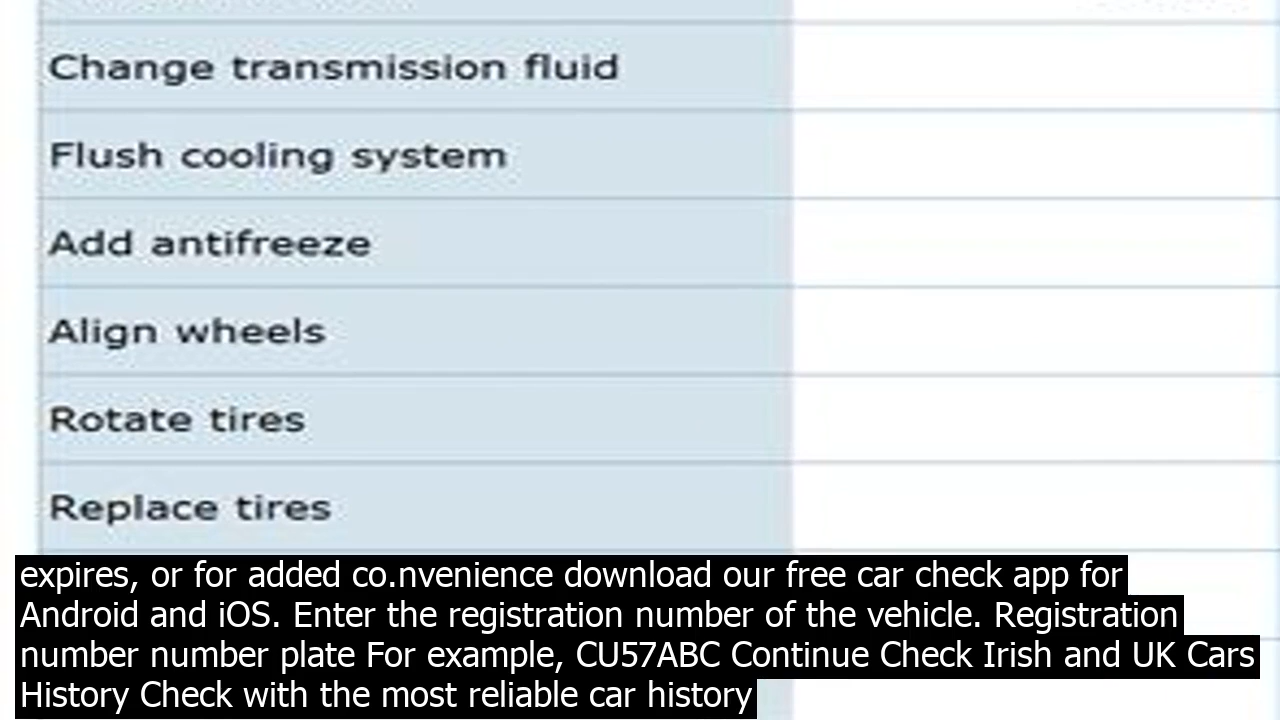 Change transmission fluid
Flush cooling system
Add antifreeze
Align wheels
Rotate tires
Replace tires
expires, or for added co.nvenience download our free car check app for
Android and iOS. Enter the registration number of the vehicle. Registration
number number plate For example, CU57ABC Continue Check Irish and UK Cars
History Check with the most reliable car history